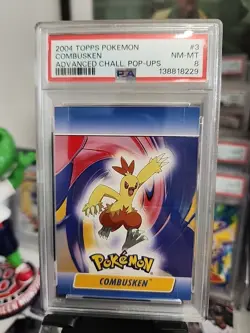 2004 TOPPS POKEMON #3
COMBUSKEN NM-MT
ADVANCED CHALL. POP-UPS 8
PSA 138818229
POKéMON
COMBUSKEN